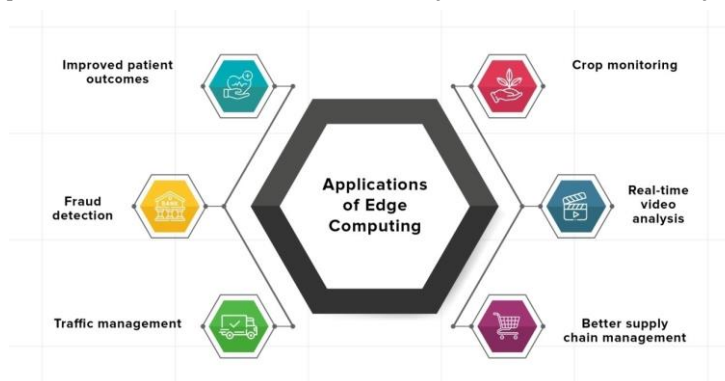 Improved patient
outcomes
Crop monitoring
Applications
of Edge
Computing
Fraud
detection
BANK
Real-time
video
analysis
Traffic management
Better supply
chain management